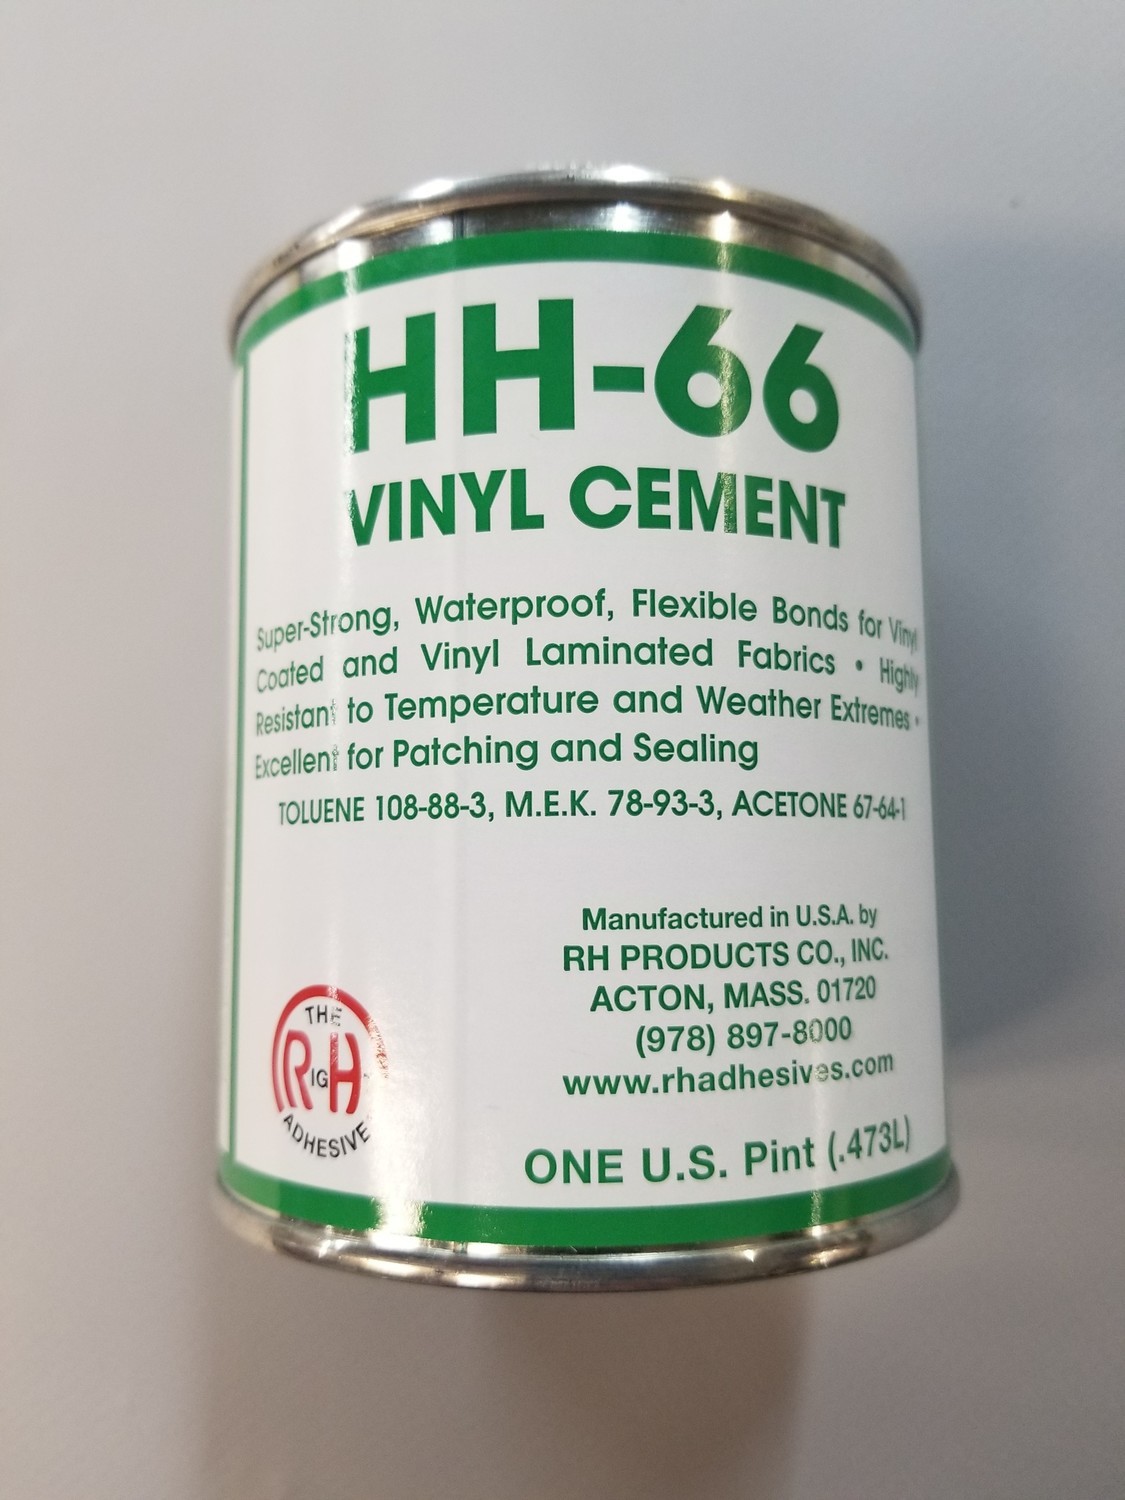 HH-66
VINYL CEMENT
Super-Strong, Waterproof, Flexible Bonds for Vinyl
Coated and Vinyl Laminated Fabrics • Highly
Resistant to Temperature and Weather Extremes •
Excellent for Patching and Sealing
TOLUENE 108-88-3, M.E.K. 78-93-3, ACETONE 67-64-1
Manufactured in U.S.A. by
RH PRODUCTS CO., INC.
ACTON, MASS. 01720
(978) 897-8000
www.rhadhesives.com
THE
RIGH
ADHESIVE
ONE U.S. Pint (.473L)